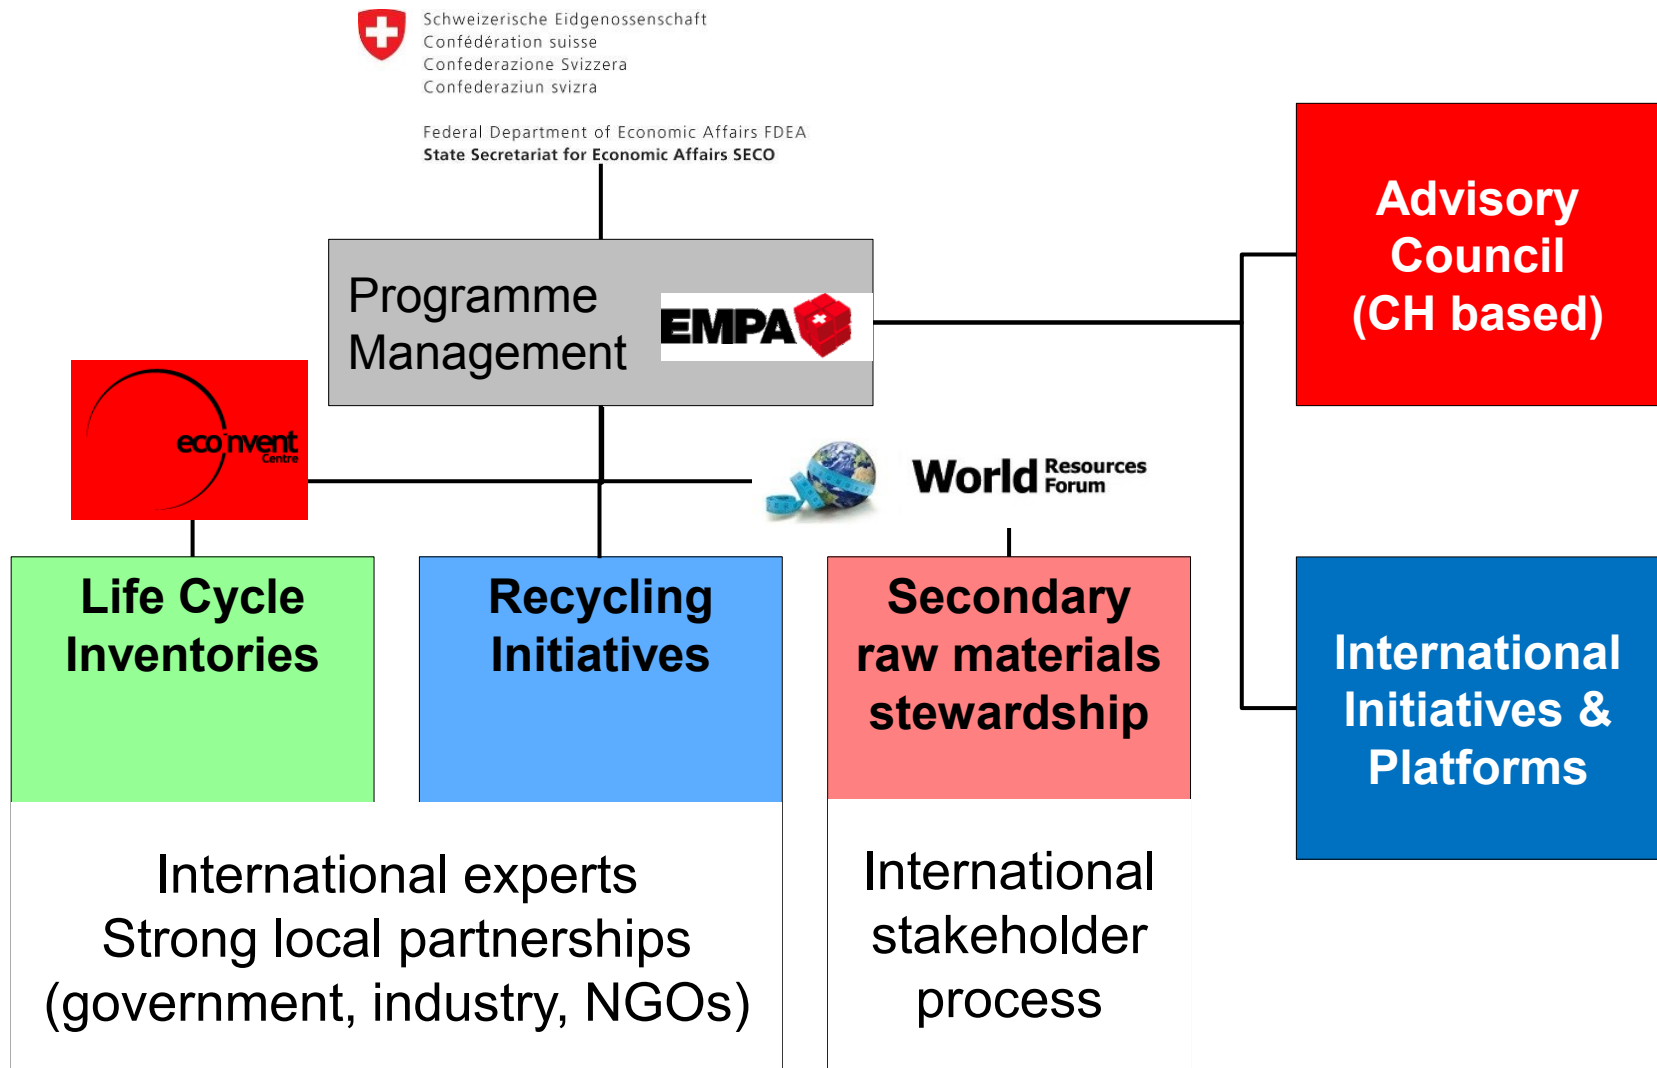 Schweizerische Eidgenossenschaft
Confédération suisse
Confederazione Svizzera
Confederaziun svizra
Federal Department of Economic Affairs FDEA
State Secretariat for Economic Affairs SECO
Programme
Management
EMPA
Advisory
Council
(CH based)
ecoinvent
Centre
World Resources
Forum
Life Cycle
Inventories
Recycling
Initiatives
Secondary
raw materials
stewardship
International
Initiatives &
Platforms
International experts
Strong local partnerships
(government, industry, NGOs)
International
stakeholder
process